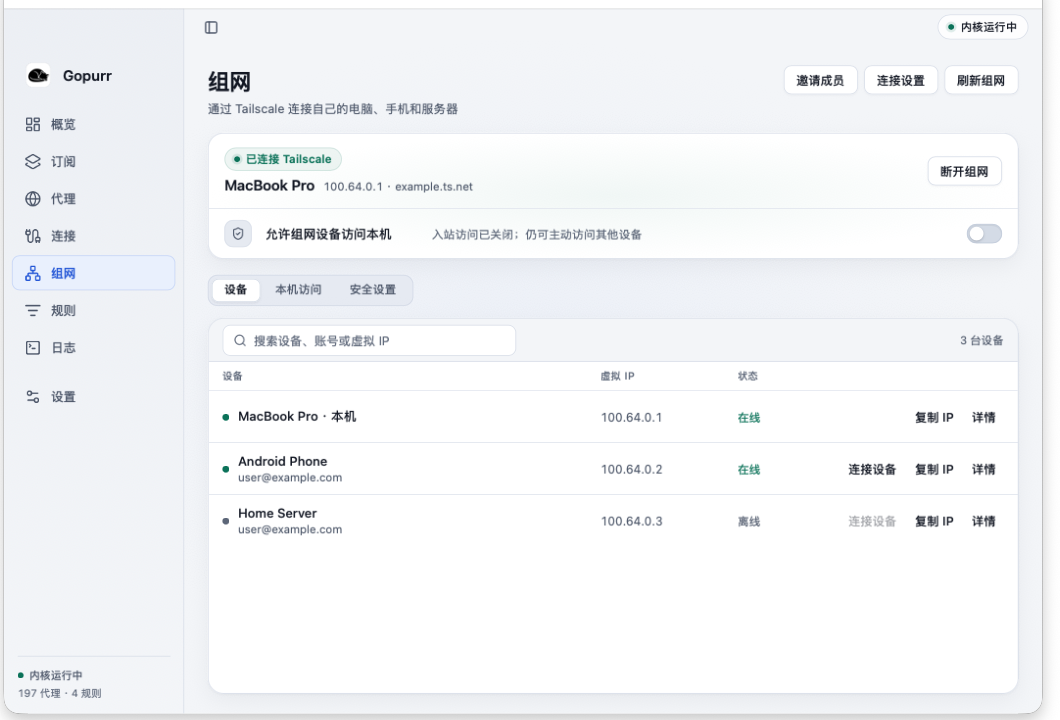 内核运行中
Gopurr
概览
订阅
代理
连接
组网
规则
日志
设置
内核运行中
197 代理 · 4 规则
组网
通过 Tailscale 连接自己的电脑、手机和服务器
邀请成员 连接设置 刷新组网
已连接 Tailscale
MacBook Pro 100.64.0.1 · example.ts.net
断开组网
允许组网设备访问本机 入站访问已关闭；仍可主动访问其他设备
设备 本机访问 安全设置
搜索设备、账号或虚拟 IP 3 台设备
设备 虚拟 IP 状态
MacBook Pro · 本机 100.64.0.1 在线 复制 IP 详情
Android Phone
user@example.com
100.64.0.2 在线 连接设备 复制 IP 详情
Home Server
user@example.com
100.64.0.3 离线 连接设备 复制 IP 详情